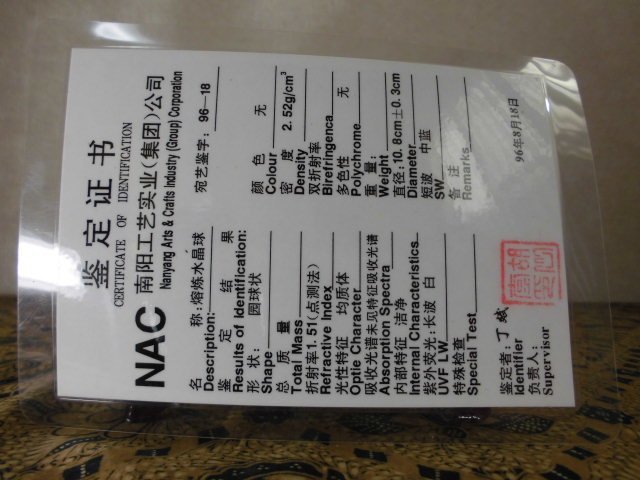 鉴定证书
CERTIFICATE OF IDENTIFICATION
NAC 南阳工艺实业(集团)公司
Nanyang Arts & Crafts Industry (Group) Corporation
宛艺鉴字: 96—18
名 称:熔炼水晶球
Description:
鉴 定 结 果
Results of Identification:
形 状: 圆球状 颜 色 无
Shape Colour
总 质 量 密 度 2.52g/cm³
Total Mass Density
折射率1.51(点测法) 双折射率
Refractive Index Birefringenca
光性特征 均质体 多色性 无
Optie Character Polychrome
吸收光谱未见特征吸收光谱 重 量:
Absorption Spectra Weight
内部特征 洁净 直径:10.8cm±0.3cm
Internal Characteristics Diameter
紫外荧光:长波 白 短波 中蓝
UVF LW. SW
特殊检查 备 注
Special Test Remarks
鉴定者:丁
Identifier
负责人:
Supervisor
96年8月18日